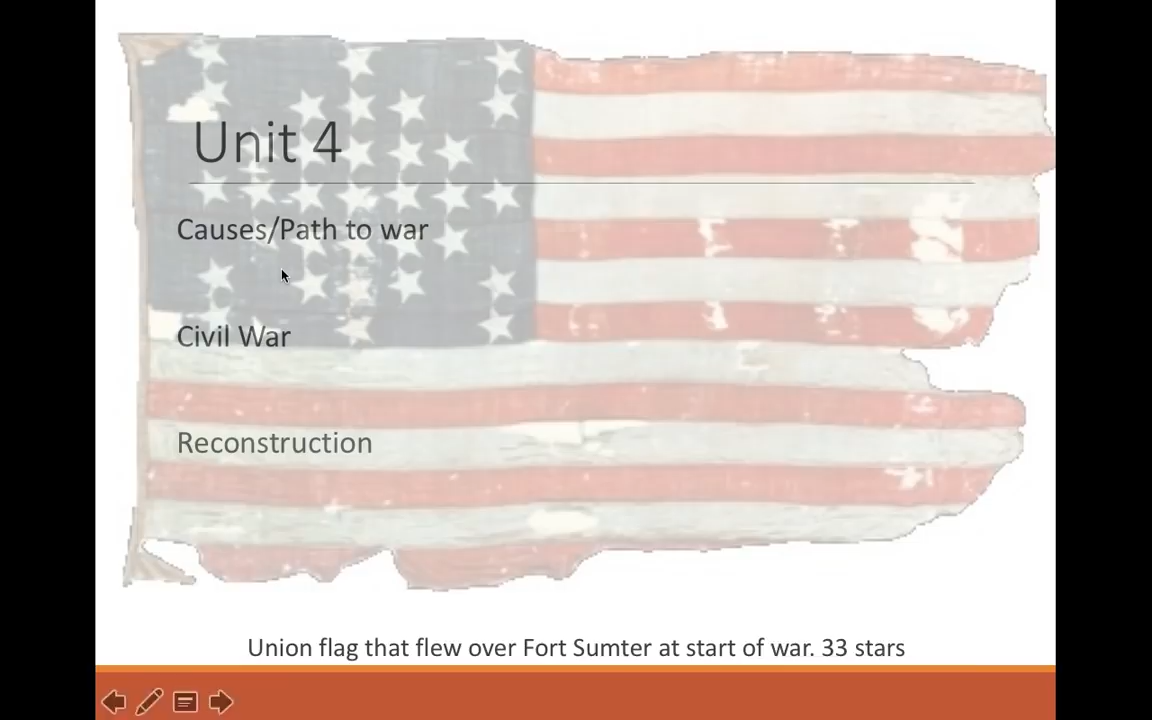 Unit 4
Causes/Path to war
Civil War
Reconstruction
Union flag that flew over Fort Sumter at start of war. 33 stars